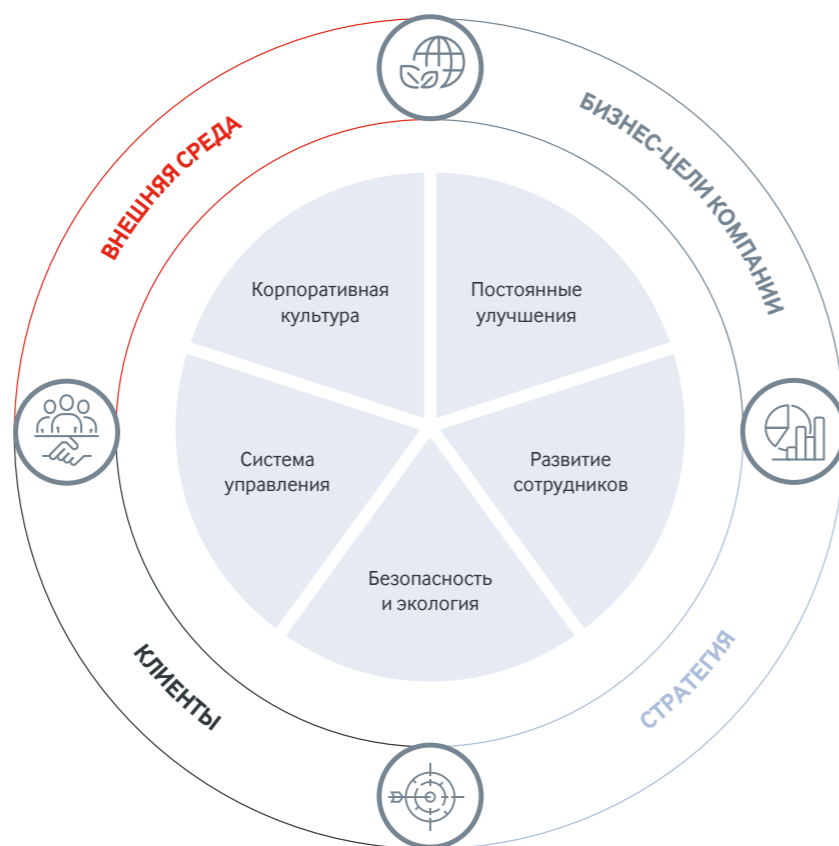 ВНЕШНЯЯ СРЕДА
БИЗНЕС-ЦЕЛИ КОМПАНИИ
Корпоративная
культура
Постоянные
улучшения
Система
управления
Развитие
сотрудников
Безопасность
и экология
КЛИЕНТЫ
СТРАТЕГИЯ